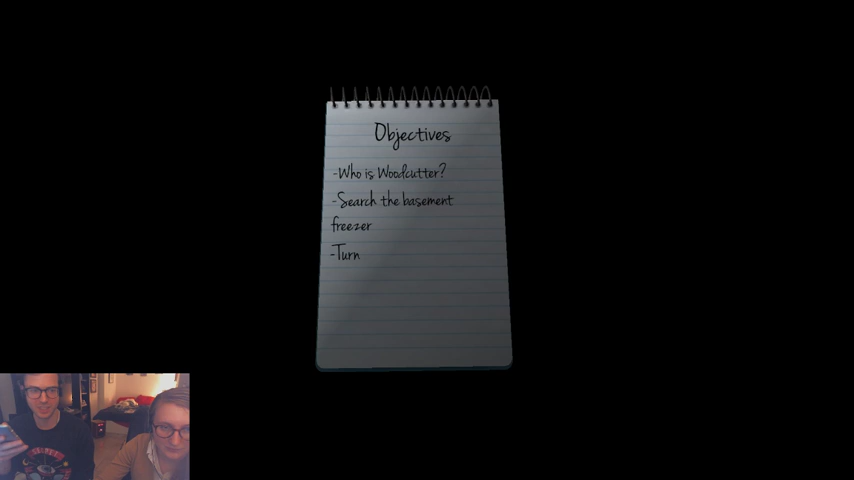 Objectives
-Who is Woodcutter?
-Search the basement
freezer
-Turn